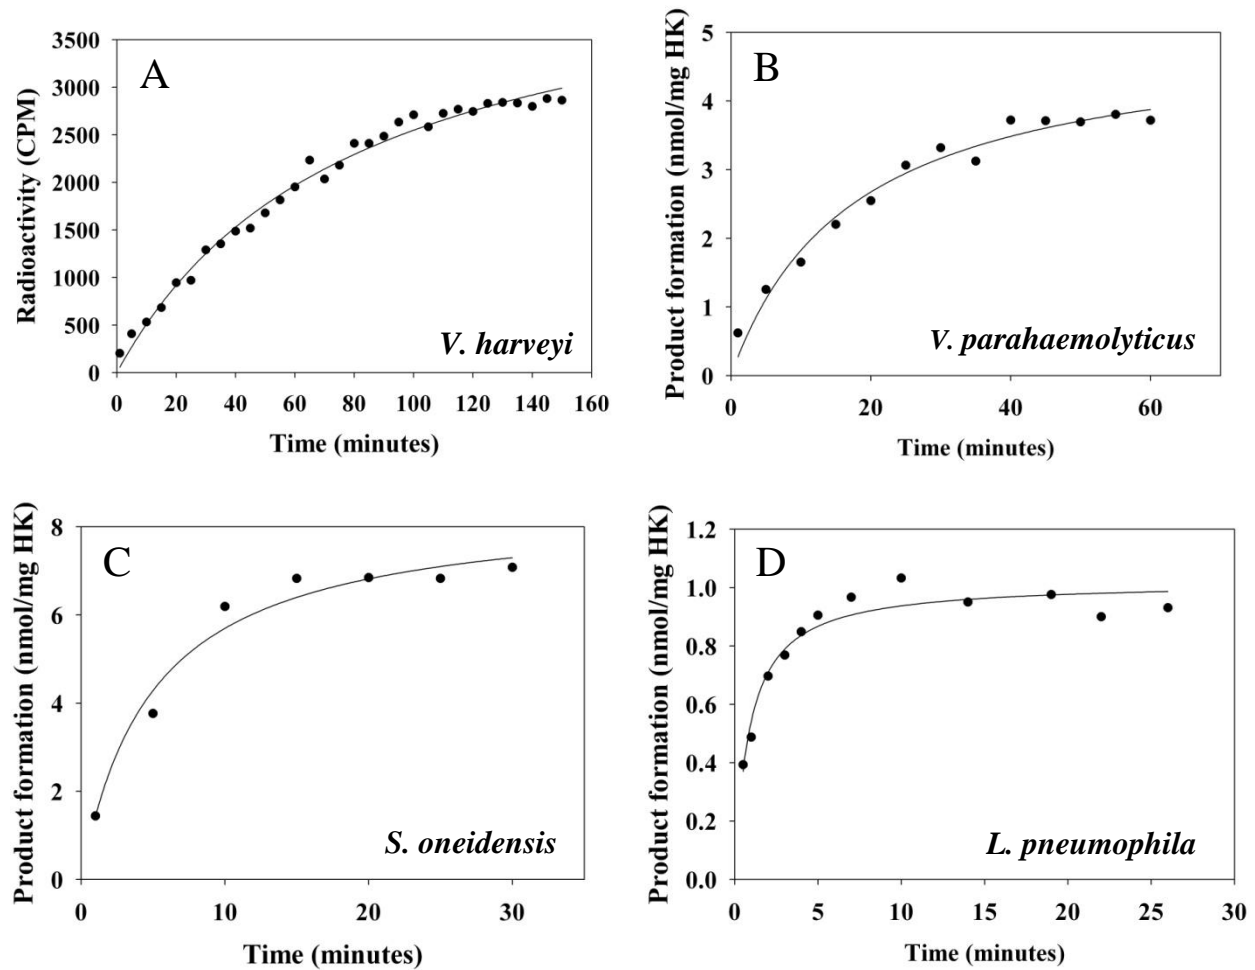 A
Radioactivity (CPM)
3500
3000
2500
2000
1500
1000
500
0
V. harveyi
0 20 40 60 80 100 120 140 160
Time (minutes)
B
Product formation (nmol/mg HK)
5
4
3
2
1
0
V. parahaemolyticus
0 20 40 60
Time (minutes)
C
Product formation (nmol/mg HK)
8
6
4
2
0
S. oneidensis
0 10 20 30
Time (minutes)
D
Product formation (nmol/mg HK)
1.2
1.0
0.8
0.6
0.4
0.2
0.0
L. pneumophila
0 5 10 15 20 25 30
Time (minutes)